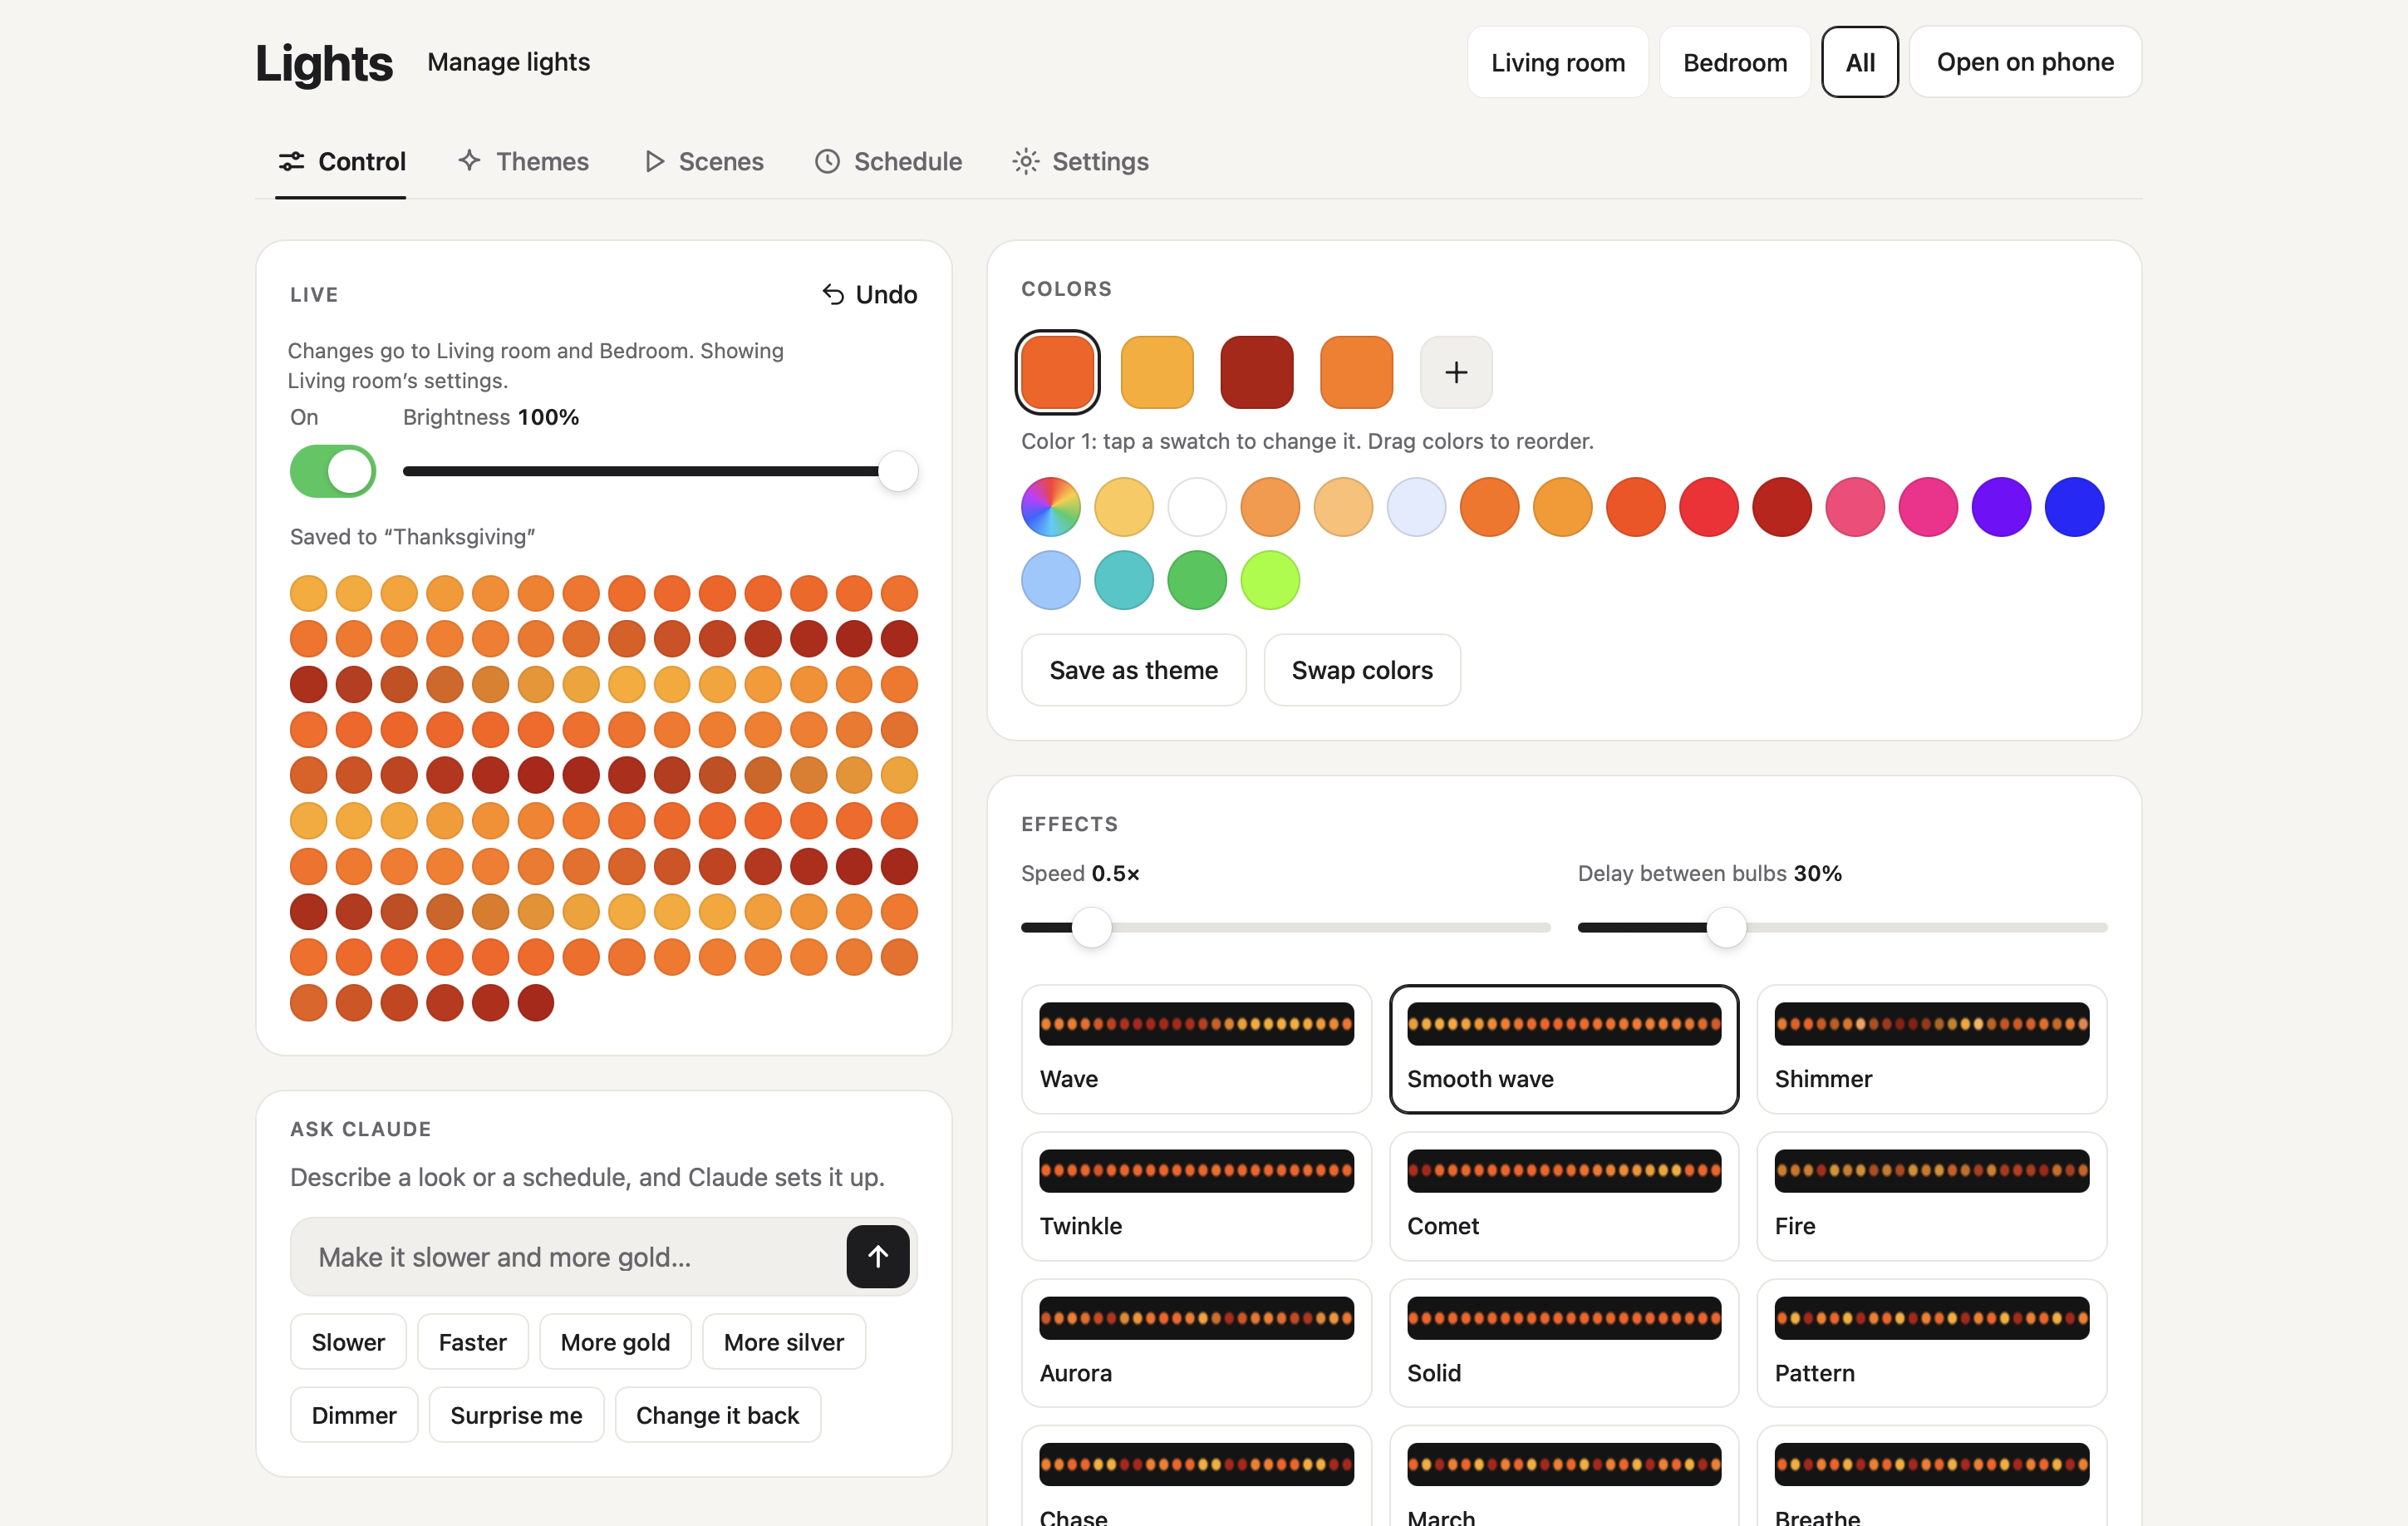 Lights
Manage lights
Living room
Bedroom
All
Open on phone
Control
Themes
Scenes
Schedule
Settings
LIVE
Undo
Changes go to Living room and Bedroom. Showing
Living room’s settings.
On
Brightness 100%
Saved to “Thanksgiving”
ASK CLAUDE
Describe a look or a schedule, and Claude sets it up.
Make it slower and more gold...
Slower
Faster
More gold
More silver
Dimmer
Surprise me
Change it back
COLORS
+
Color 1: tap a swatch to change it. Drag colors to reorder.
Save as theme
Swap colors
EFFECTS
Speed 0.5×
Delay between bulbs 30%
Wave
Smooth wave
Shimmer
Twinkle
Comet
Fire
Aurora
Solid
Pattern
Chase
March
Breathe